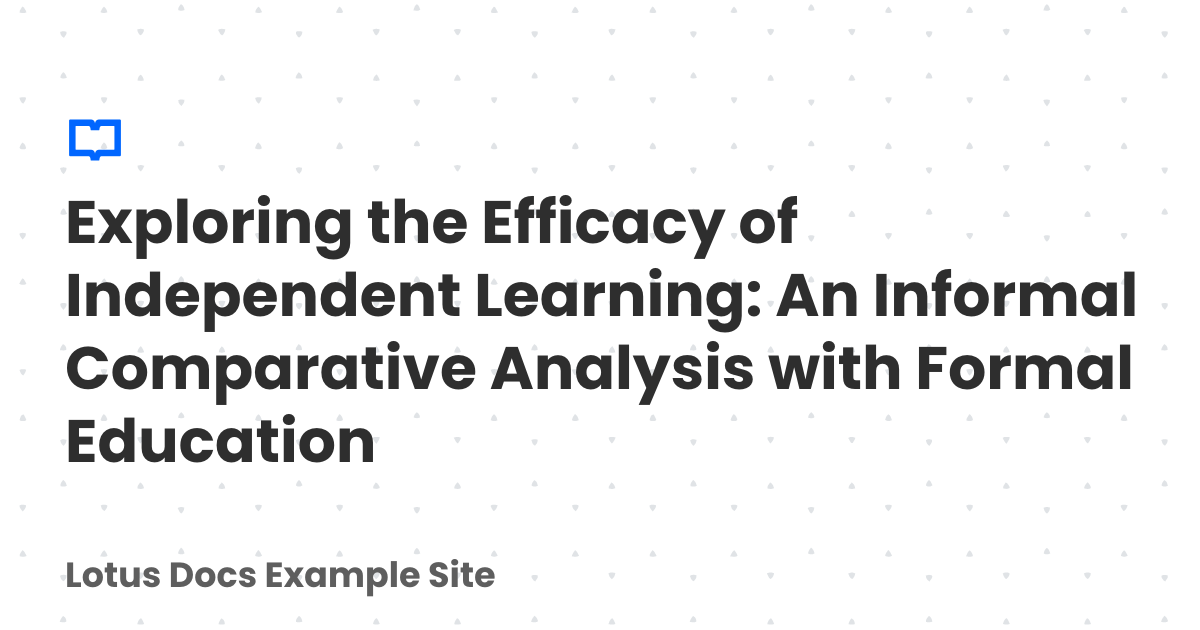 Exploring the Efficacy of
Independent Learning: An Informal
Comparative Analysis with Formal
Education
Lotus Docs Example Site